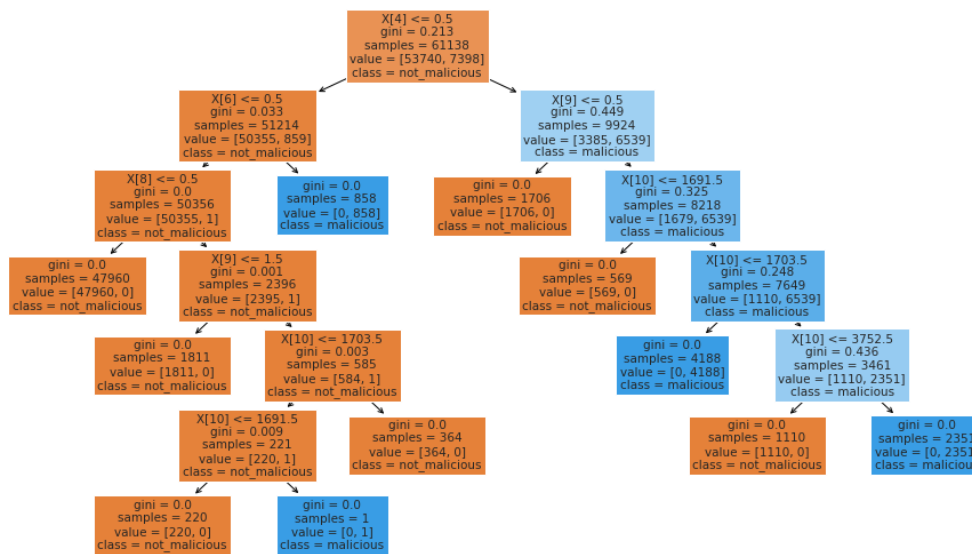 X[4] <= 0.5
gini = 0.213
samples = 61138
value = [53740, 7398]
class = not_malicious
X[6] <= 0.5
gini = 0.033
samples = 51214
value = [50355, 859]
class = not_malicious
X[9] <= 0.5
gini = 0.449
samples = 9924
value = [3385, 6539]
class = malicious
X[8] <= 0.5
gini = 0.0
samples = 50356
value = [50355, 1]
class = not_malicious
gini = 0.0
samples = 858
value = [0, 858]
class = malicious
gini = 0.0
samples = 1706
value = [1706, 0]
class = not_malicious
X[10] <= 1691.5
gini = 0.325
samples = 8218
value = [1679, 6539]
class = malicious
gini = 0.0
samples = 47960
value = [47960, 0]
class = not_malicious
X[9] <= 1.5
gini = 0.001
samples = 2396
value = [2395, 1]
class = not_malicious
gini = 0.0
samples = 569
value = [569, 0]
class = not_malicious
X[10] <= 1703.5
gini = 0.248
samples = 7649
value = [1110, 6539]
class = malicious
gini = 0.0
samples = 1811
value = [1811, 0]
class = not_malicious
X[10] <= 1703.5
gini = 0.003
samples = 585
value = [584, 1]
class = not_malicious
gini = 0.0
samples = 4188
value = [0, 4188]
class = malicious
X[10] <= 3752.5
gini = 0.436
samples = 3461
value = [1110, 2351]
class = malicious
X[10] <= 1691.5
gini = 0.009
samples = 221
value = [220, 1]
class = not_malicious
gini = 0.0
samples = 364
value = [364, 0]
class = not_malicious
gini = 0.0
samples = 1110
value = [1110, 0]
class = not_malicious
gini = 0.0
samples = 2351
value = [0, 2351]
class = malicious
gini = 0.0
samples = 220
value = [220, 0]
class = not_malicious
gini = 0.0
samples = 1
value = [0, 1]
class = malicious